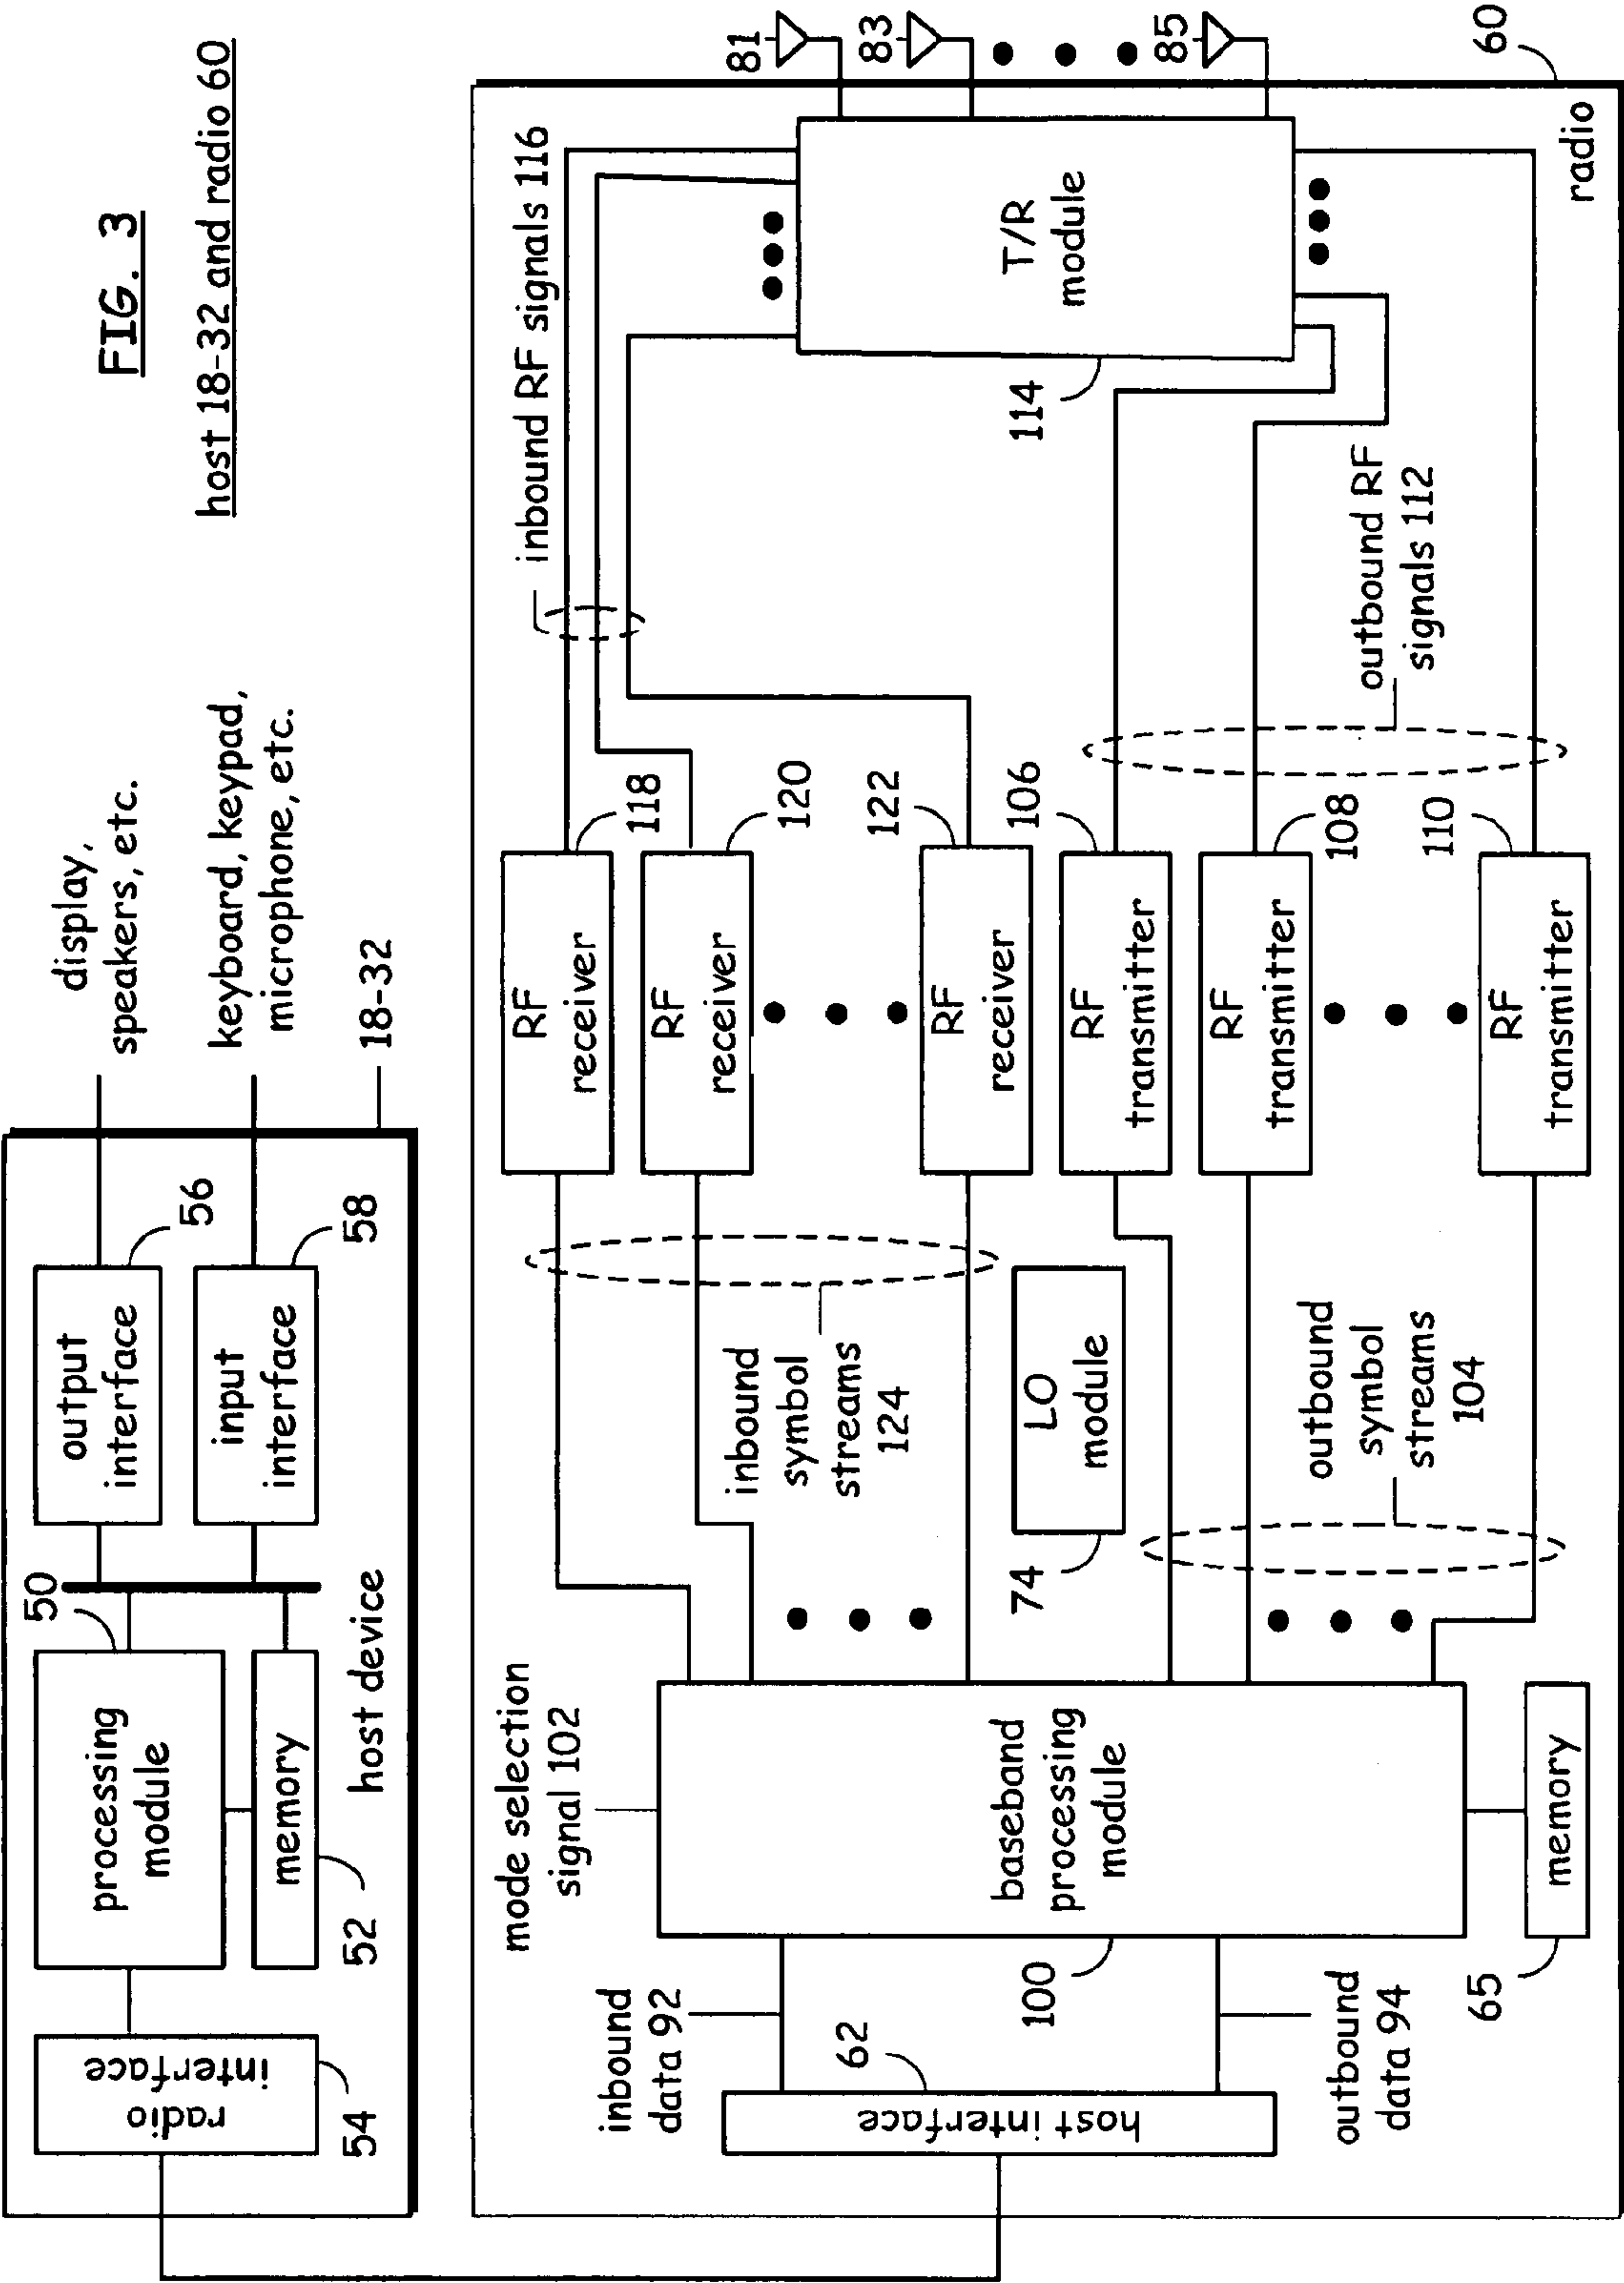 FIG. 3
host 18-32 and radio 60
display,
speakers, etc.
keyboard, keypad,
microphone, etc.
18-32
output
interface
56
input
interface
58
50
processing
module
memory
52
host device
radio
interface
54
81
83
85
60
radio
inbound RF signals 116
T/R
module
114
outbound RF
signals 112
RF
receiver
118
RF
receiver
120
RF
receiver
122
RF
transmitter
106
RF
transmitter
108
RF
transmitter
110
inbound
symbol
streams
124
LO
module
74
outbound
symbol
streams
104
mode selection
signal 102
baseband
processing
module
100
memory
65
inbound
data 92
62
host interface
outbound
data 94